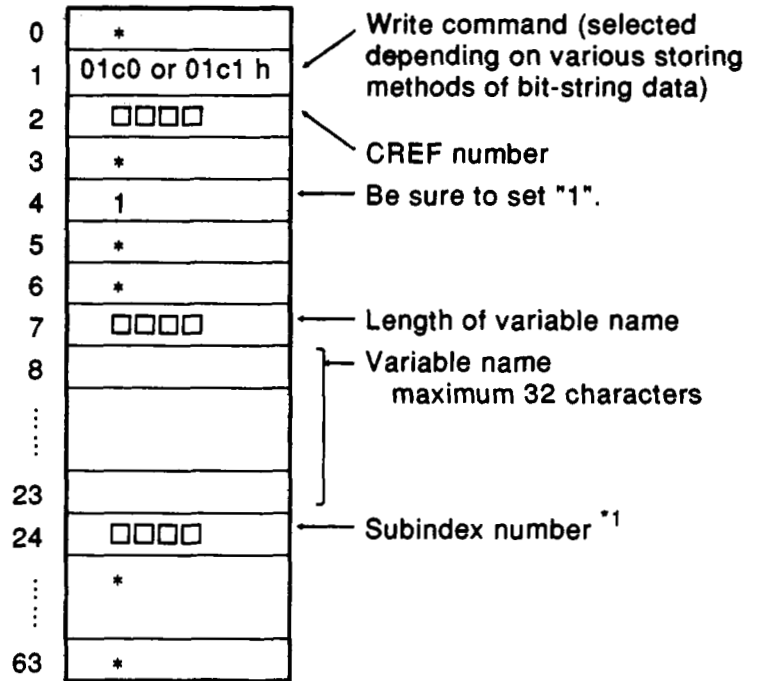 0 *
Write command (selected
depending on various storing
methods of bit-string data)
1 01c0 or 01c1 h
2 □□□□
CREF number
3 *
4 1
Be sure to set "1".
5 *
6 *
7 □□□□
Length of variable name
8
Variable name
maximum 32 characters
23
24 □□□□
Subindex number *1
*
63 *